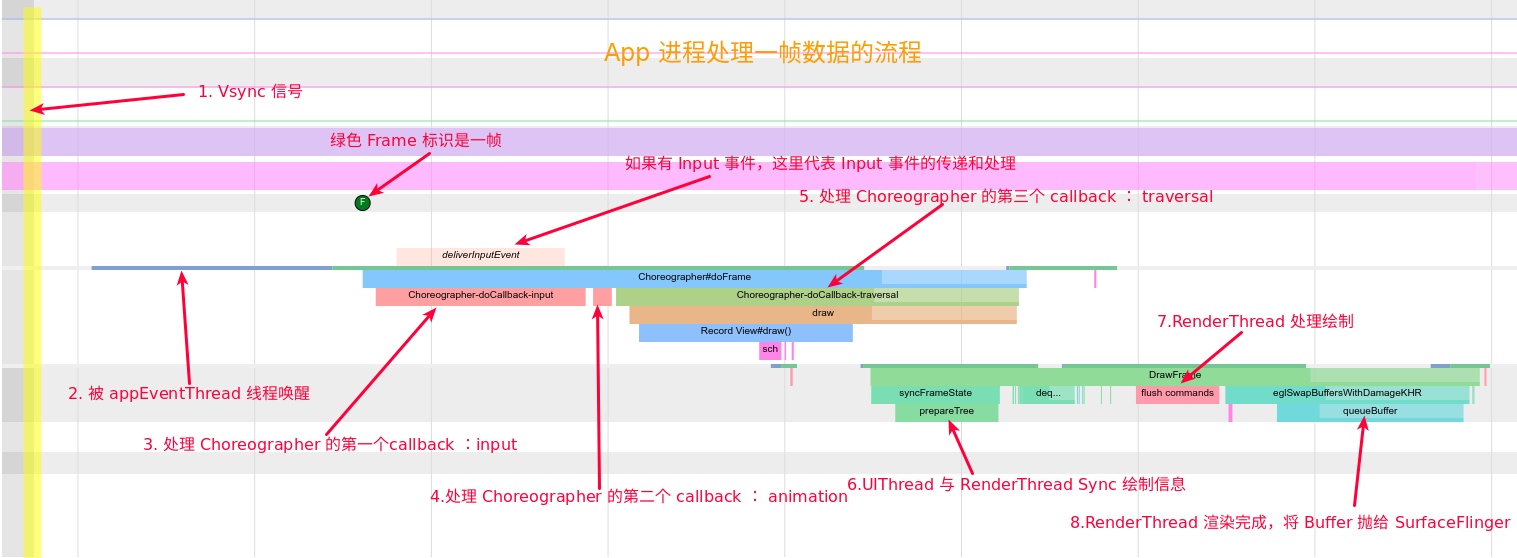 App 进程处理一帧数据的流程
1. Vsync 信号
绿色 Frame 标识是一帧
如果有 Input 事件，这里代表 Input 事件的传递和处理
5. 处理 Choreographer 的第三个 callback ： traversal
F
deliverInputEvent
Choreographer#doFrame
Choreographer-doCallback-input
Choreographer-doCallback-traversal
draw
Record View#draw()
sch
7.RenderThread 处理绘制
DrawFrame
syncFrameState
deq...
flush commands
eglSwapBuffersWithDamageKHR
prepareTree
queueBuffer
2. 被 appEventThread 线程唤醒
3. 处理 Choreographer 的第一个callback ：input
4.处理 Choreographer 的第二个 callback ： animation
6.UIThread 与 RenderThread Sync 绘制信息
8.RenderThread 渲染完成，将 Buffer 抛给 SurfaceFlinger